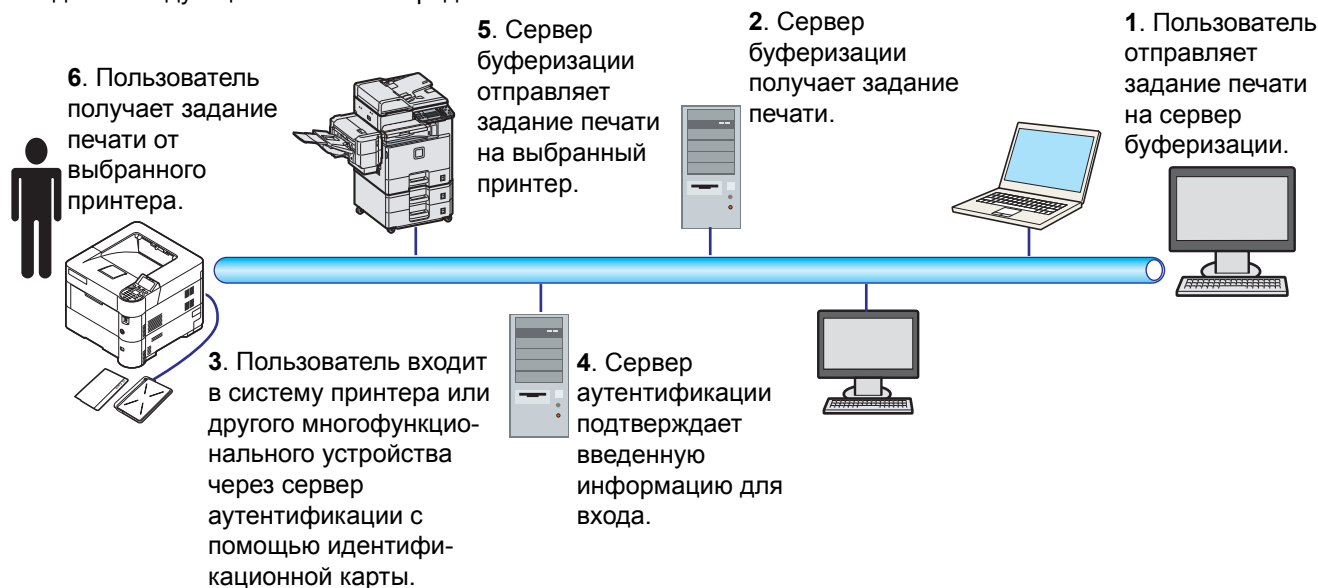 1. Пользователь
отправляет
задание печати
на сервер
буферизации.
2. Сервер
буферизации
получает задание
печати.
3. Пользователь входит
в систему принтера или
другого многофункцио-
нального устройства
через сервер
аутентификации с
помощью идентифи-
кационной карты.
4. Сервер
аутентификации
подтверждает
введенную
информацию для
входа.
5. Сервер
буферизации
отправляет
задание печати
на выбранный
принтер.
6. Пользователь
получает задание
печати от
выбранного
принтера.